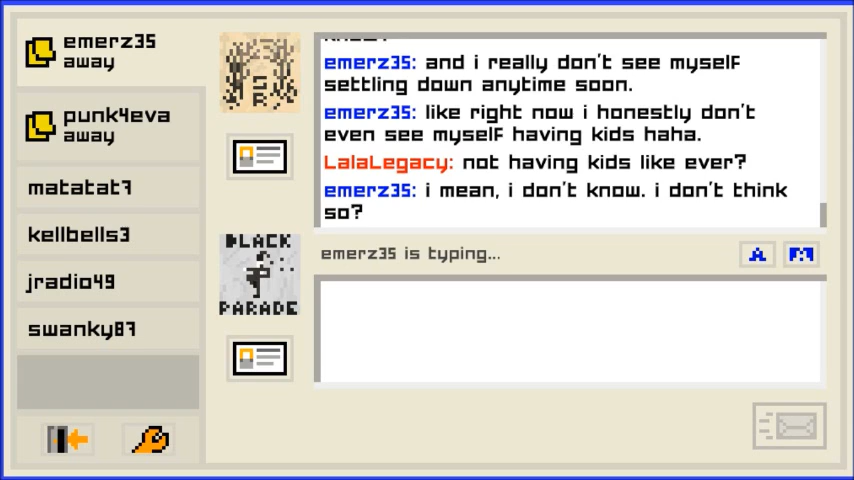 emerz35
away
punk4eva
away
matatat7
kellbells3
jradio49
swanky87
BLACK
PARADE
emerz35: and i really don't see myself
settling down anytime soon.
emerz35: like right now i honestly don't
even see myself having kids haha.
LalaLegacy: not having kids like ever?
emerz35: i mean, i don't know. i don't think
so?
emerz35 is typing...
A